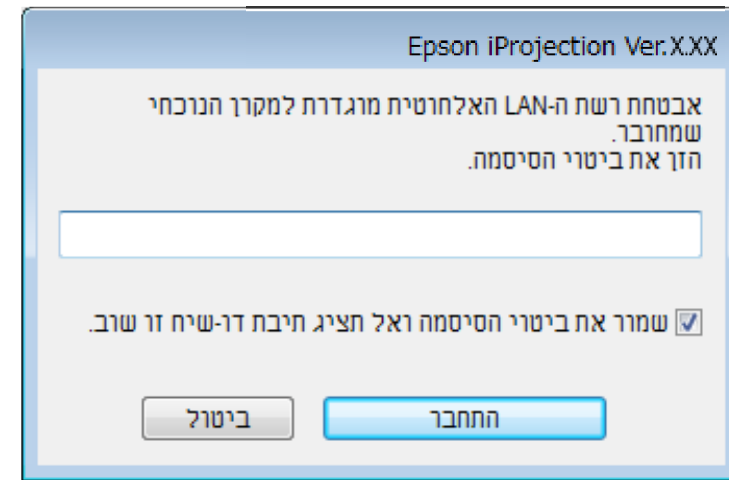 Epson iProjection Ver.X.XX
אבטחת רשת ה-LAN האלחוטית מוגדרת למקרן הנוכחי
שמחובר.
הזן את ביטוי הסיסמה.
שמור את ביטוי הסיסמה ואל תציג תיבת דו-שיח זו שוב.
התחבר
ביטול